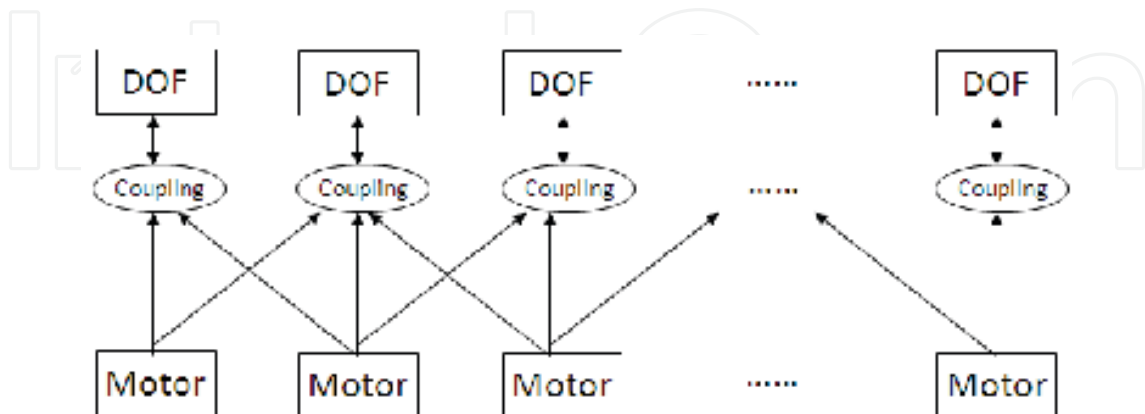 DOF DOF DOF ...... DOF
Coupling Coupling Coupling ...... Coupling
Motor Motor Motor ...... Motor